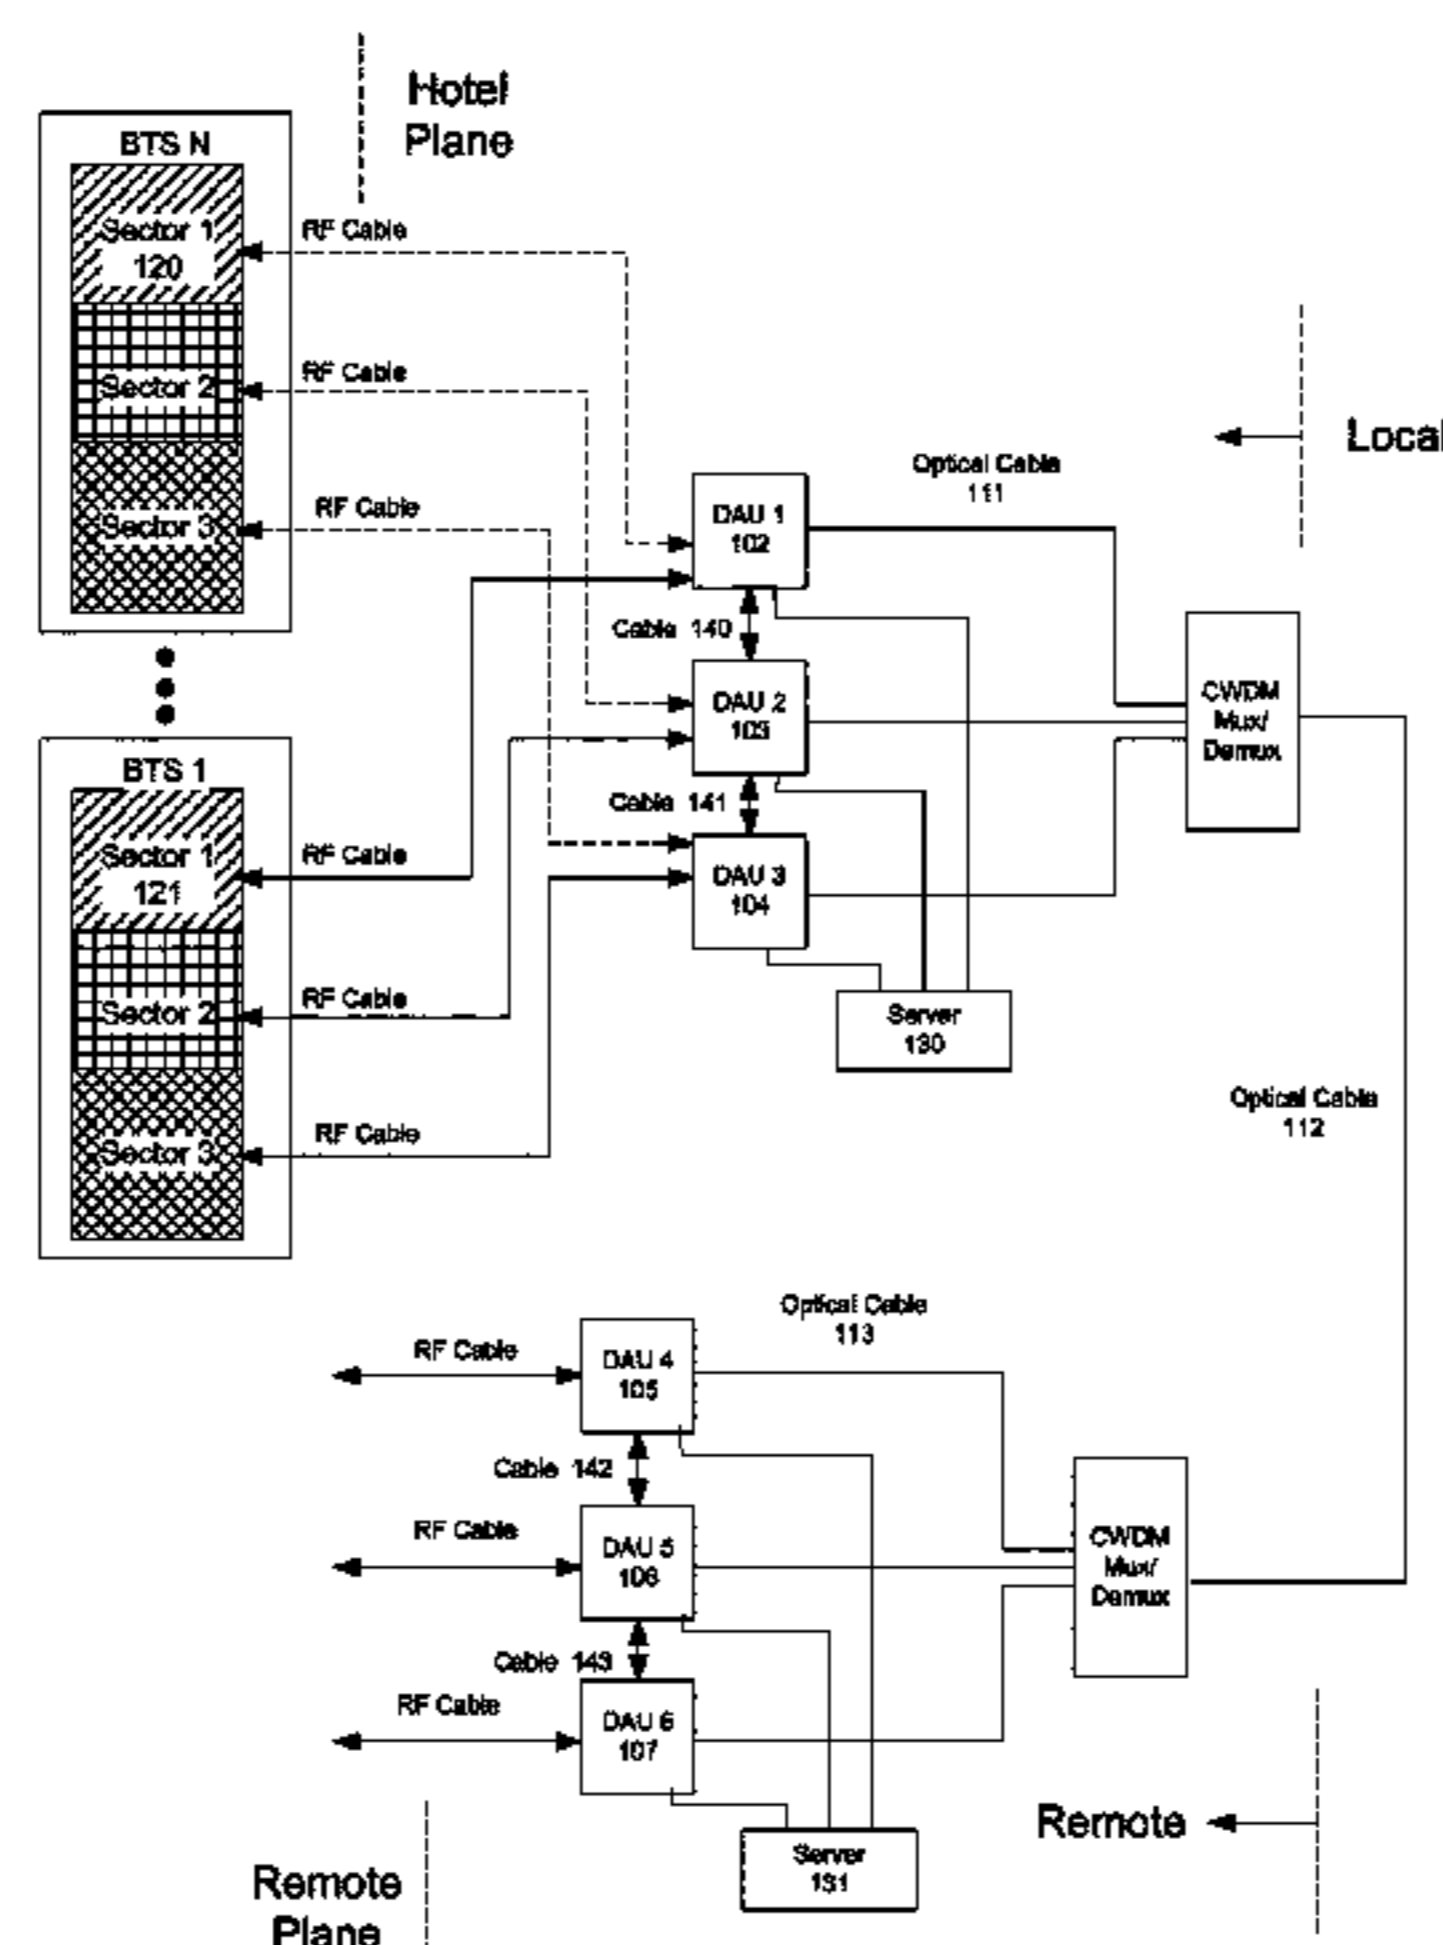 Hotel
Plane
BTS N
Sector 1
120
RF Cable
Sector 2
RF Cable
Sector 3
RF Cable
Local
Optical Cable
111
DAU 1
102
Cable 140
DAU 2
103
Cable 141
DAU 3
104
CWDM
Mux/
Demux
BTS 1
Sector 1
121
RF Cable
Sector 2
RF Cable
Sector 3
RF Cable
Server
130
Optical Cable
112
Optical Cable
113
RF Cable
DAU 4
105
Cable 142
RF Cable
DAU 5
106
Cable 143
RF Cable
DAU 6
107
CWDM
Mux/
Demux
Server
131
Remote
Remote
Plane